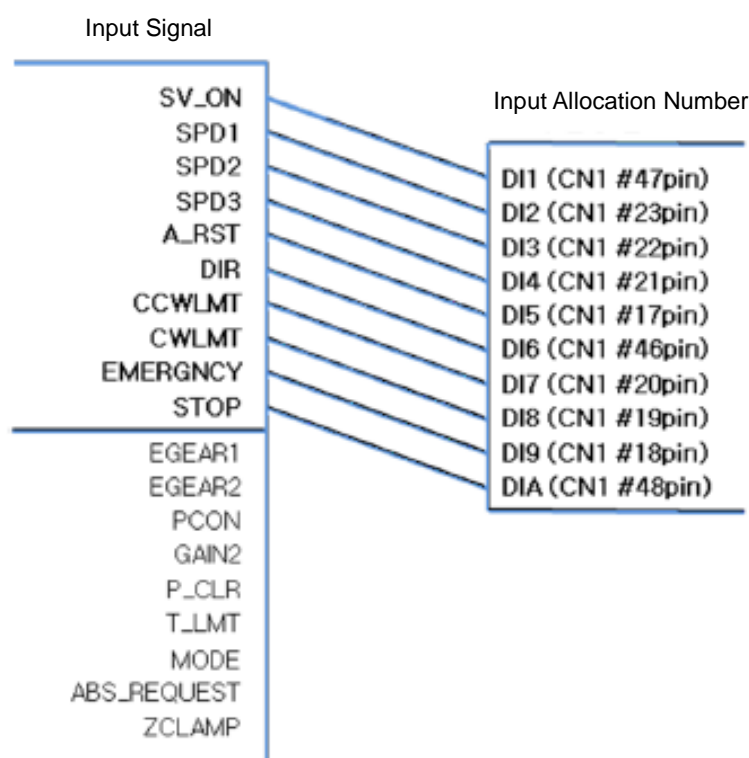 Input Signal
Input Allocation Number
SV_ON
SPD1
SPD2
SPD3
A_RST
DIR
CCWLMT
CWLMT
EMERGNCY
STOP
EGEAR1
EGEAR2
PCON
GAIN2
P_CLR
T_LMT
MODE
ABS_REQUEST
ZCLAMP
DI1 (CN1 #47pin)
DI2 (CN1 #23pin)
DI3 (CN1 #22pin)
DI4 (CN1 #21pin)
DI5 (CN1 #17pin)
DI6 (CN1 #46pin)
DI7 (CN1 #20pin)
DI8 (CN1 #19pin)
DI9 (CN1 #18pin)
DIA (CN1 #48pin)